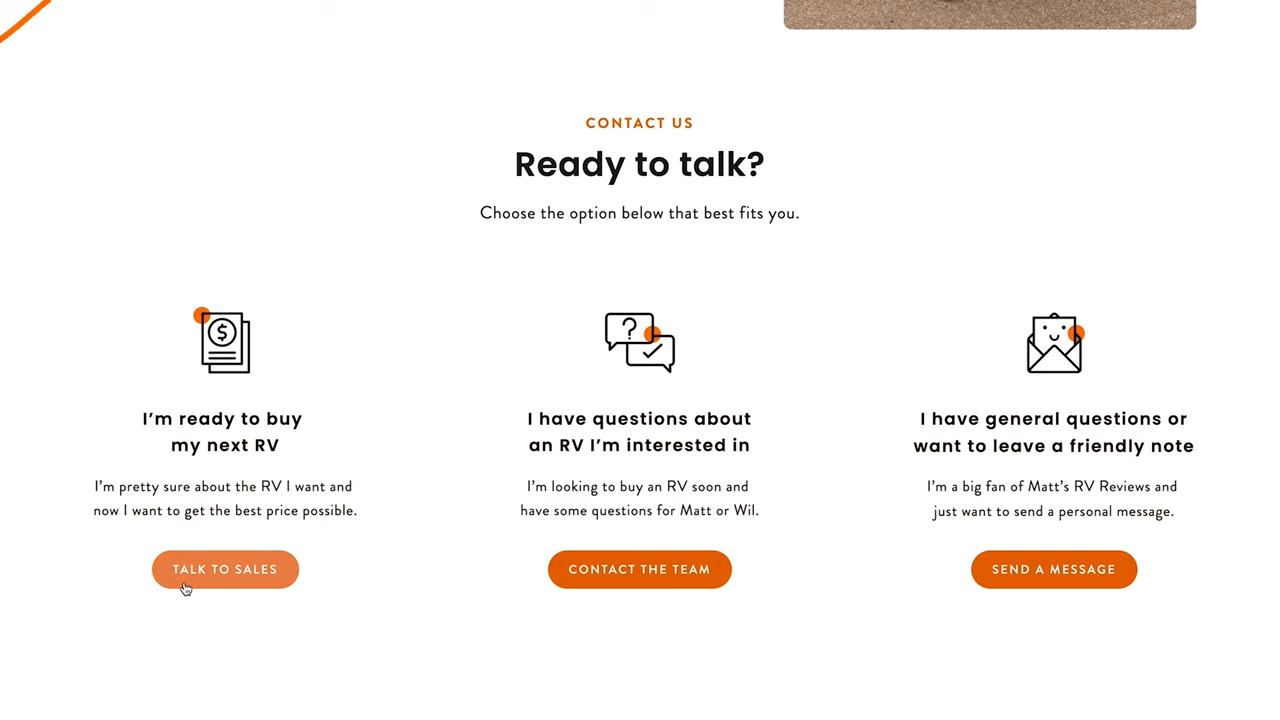 CONTACT US
Ready to talk?
Choose the option below that best fits you.
I'm ready to buy
my next RV
I'm pretty sure about the RV I want and
now I want to get the best price possible.
TALK TO SALES
I have questions about
an RV I'm interested in
I'm looking to buy an RV soon and
have some questions for Matt or Wil.
CONTACT THE TEAM
I have general questions or
want to leave a friendly note
I'm a big fan of Matt's RV Reviews and
just want to send a personal message.
SEND A MESSAGE